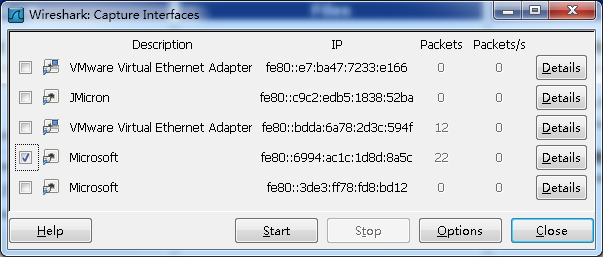 Wireshark: Capture Interfaces
Description IP Packets Packets/s
VMware Virtual Ethernet Adapter fe80::e7:ba47:7233:e166 0 0 Details
JMicron fe80::c9c2:edb5:1838:52ba 0 0 Details
VMware Virtual Ethernet Adapter fe80::bdda:6a78:2d3c:594f 12 0 Details
Microsoft fe80::6994:ac1c:1d8d:8a5c 22 0 Details
Microsoft fe80::3de3:ff78:fd8:bd12 0 0 Details
Help Start Stop Options Close